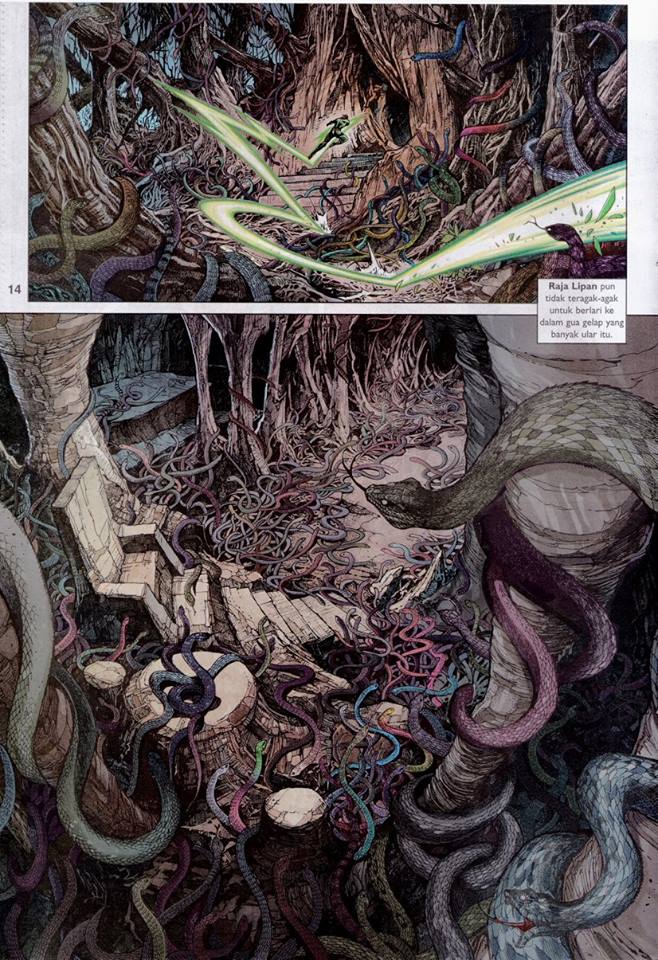 14
Raja Lipan pun
tidak teragak-agak
untuk berlari ke
dalam gua gelap yang
banyak ular itu.